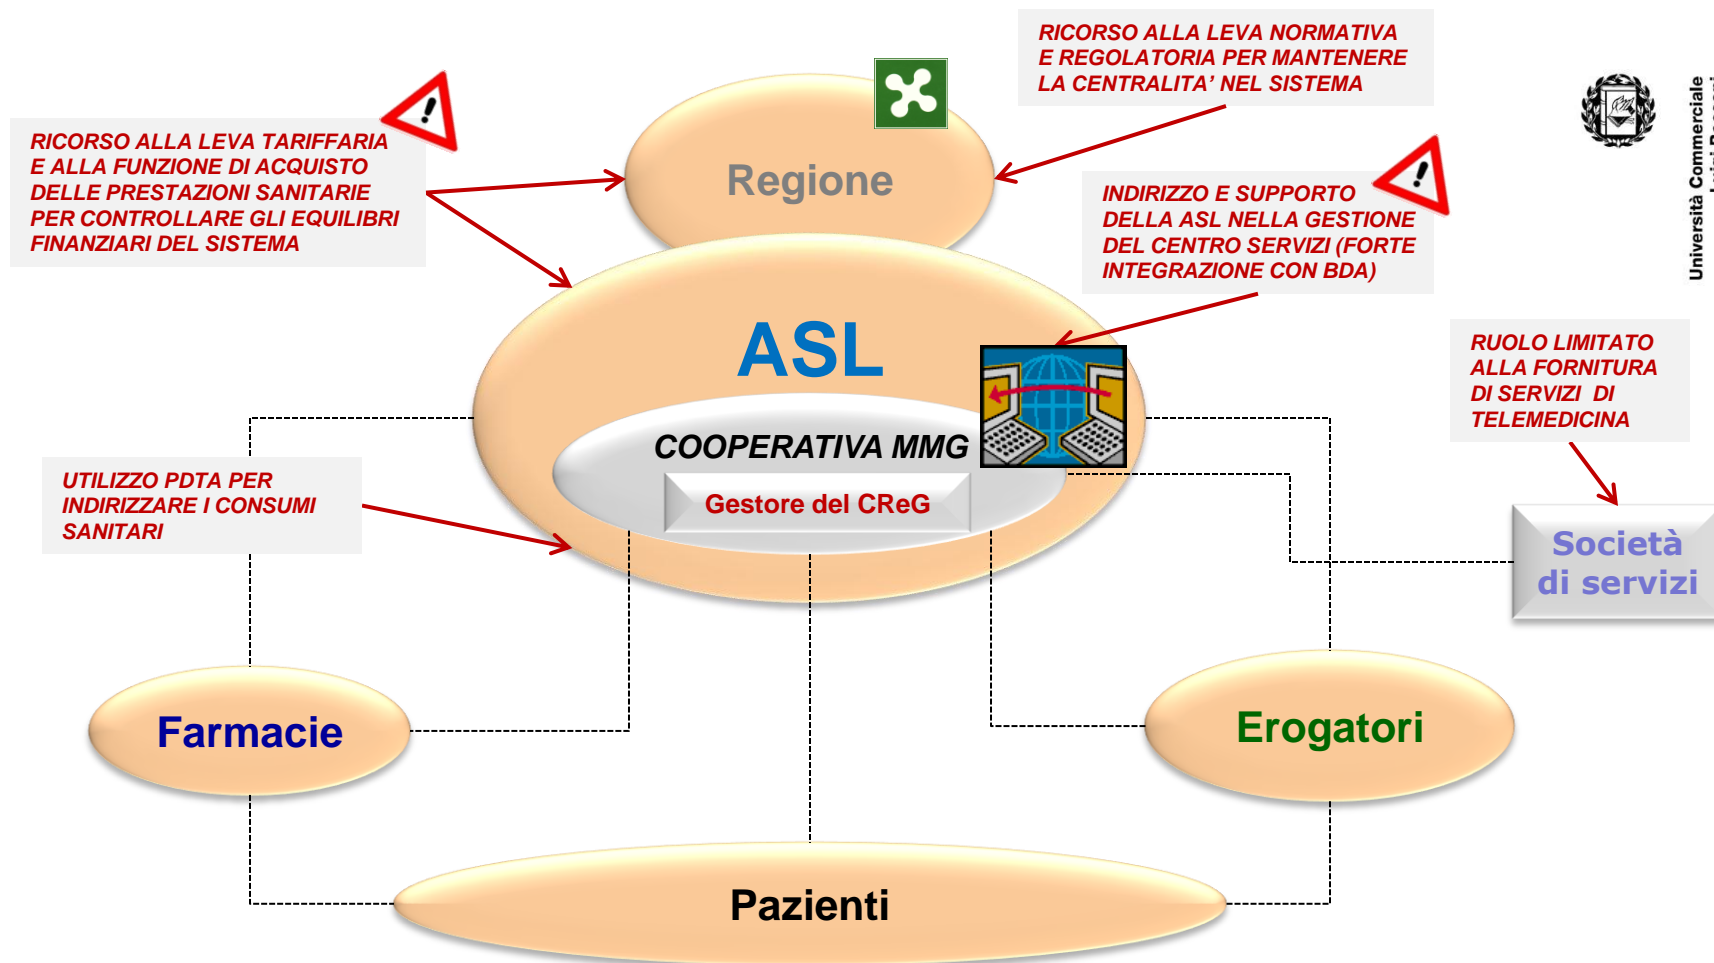 RICORSO ALLA LEVA NORMATIVA
E REGOLATORIA PER MANTENERE
LA CENTRALITA’ NEL SISTEMA
RICORSO ALLA LEVA TARIFFARIA
E ALLA FUNZIONE DI ACQUISTO
DELLE PRESTAZIONI SANITARIE
PER CONTROLLARE GLI EQUILIBRI
FINANZIARI DEL SISTEMA
Regione
INDIRIZZO E SUPPORTO
DELLA ASL NELLA GESTIONE
DEL CENTRO SERVIZI (FORTE
INTEGRAZIONE CON BDA)
Università Commerciale
ASL
RUOLO LIMITATO
ALLA FORNITURA
DI SERVIZI DI
TELEMEDICINA
COOPERATIVA MMG
Gestore del CReG
UTILIZZO PDTA PER
INDIRIZZARE I CONSUMI
SANITARI
Società
di servizi
Farmacie
Erogatori
Pazienti